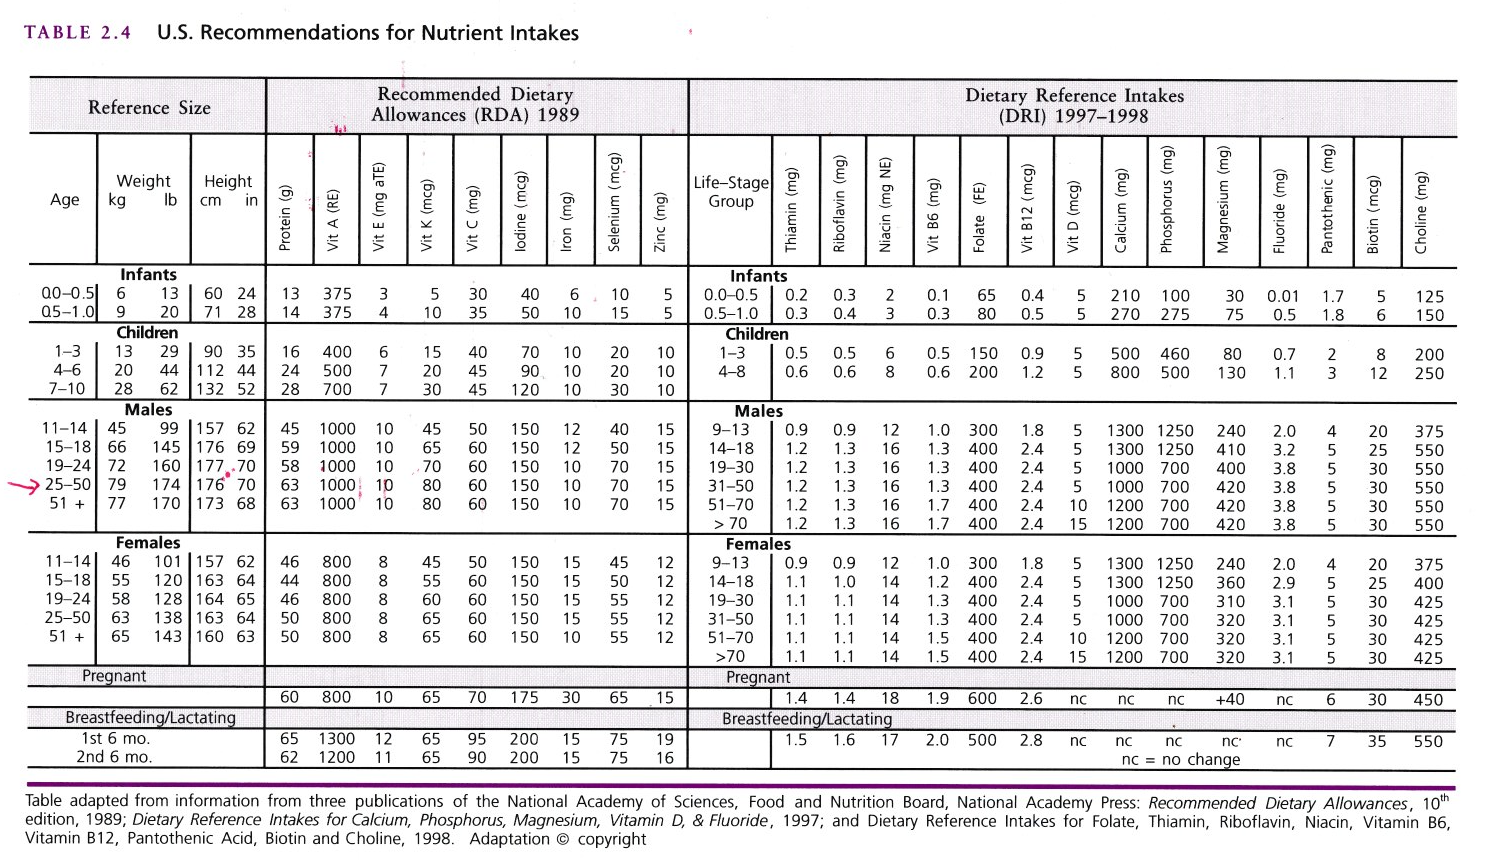 TABLE 2.4 U.S. Recommendations for Nutrient Intakes
Reference Size Recommended Dietary Allowances (RDA) 1989 Dietary Reference Intakes (DRI) 1997–1998
Age Weight kg lb Height cm in Protein (g) Vit A (RE) Vit E (mg aTE) Vit K (mcg) Vit C (mg) Iodine (mcg) Iron (mg) Selenium (mcg) Zinc (mg) Life–Stage Group Thiamin (mg) Riboflavin (mg) Niacin (mg NE) Vit B6 (mg) Folate (FE) Vit B12 (mcg) Vit D (mcg) Calcium (mg) Phosphorus (mg) Magnesium (mg) Fluoride (mg) Pantothenic (mg) Biotin (mcg) Choline (mg)
Infants Infants
0.0–0.5 6 13 60 24 13 375 3 5 30 40 6 10 5 0.0–0.5 0.2 0.3 2 0.1 65 0.4 5 210 100 30 0.01 1.7 5 125
0.5–1.0 9 20 71 28 14 375 4 10 35 50 10 15 5 0.5–1.0 0.3 0.4 3 0.3 80 0.5 5 270 275 75 0.5 1.8 6 150
Children Children
1–3 13 29 90 35 16 400 6 15 40 70 10 20 10 1–3 0.5 0.5 6 0.5 150 0.9 5 500 460 80 0.7 2 8 200
4–6 20 44 112 44 24 500 7 20 45 90 10 20 10 4–8 0.6 0.6 8 0.6 200 1.2 5 800 500 130 1.1 3 12 250
7–10 28 62 132 52 28 700 7 30 45 120 10 30 10
Males Males
11–14 45 99 157 62 45 1000 10 45 50 150 12 40 15 9–13 0.9 0.9 12 1.0 300 1.8 5 1300 1250 240 2.0 4 20 375
15–18 66 145 176 69 59 1000 10 65 60 150 12 50 15 14–18 1.2 1.3 16 1.3 400 2.4 5 1300 1250 410 3.2 5 25 550
19–24 72 160 177 70 58 1000 10 70 60 150 10 70 15 19–30 1.2 1.3 16 1.3 400 2.4 5 1000 700 400 3.8 5 30 550
25–50 79 174 176 70 63 1000 10 80 60 150 10 70 15 31–50 1.2 1.3 16 1.3 400 2.4 5 1000 700 420 3.8 5 30 550
51 + 77 170 173 68 63 1000 10 80 60 150 10 70 15 51–70 1.2 1.3 16 1.7 400 2.4 10 1200 700 420 3.8 5 30 550
> 70 1.2 1.3 16 1.7 400 2.4 15 1200 700 420 3.8 5 30 550
Females Females
11–14 46 101 157 62 46 800 8 45 50 150 15 45 12 9–13 0.9 0.9 12 1.0 300 1.8 5 1300 1250 240 2.0 4 20 375
15–18 55 120 163 64 44 800 8 55 60 150 15 50 12 14–18 1.1 1.0 14 1.2 400 2.4 5 1300 1250 360 2.9 5 25 400
19–24 58 128 164 65 46 800 8 60 60 150 15 55 12 19–30 1.1 1.1 14 1.3 400 2.4 5 1000 700 310 3.1 5 30 425
25–50 63 138 163 64 50 800 8 65 60 150 15 55 12 31–50 1.1 1.1 14 1.3 400 2.4 5 1000 700 320 3.1 5 30 425
51 + 65 143 160 63 50 800 8 65 60 150 10 55 12 51–70 1.1 1.1 14 1.5 400 2.4 10 1200 700 320 3.1 5 30 425
>70 1.1 1.1 14 1.5 400 2.4 15 1200 700 320 3.1 5 30 425
Pregnant Pregnant
60 800 10 65 70 175 30 65 15 1.4 1.4 18 1.9 600 2.6 nc nc nc +40 nc 6 30 450
Breastfeeding/Lactating Breastfeeding/Lactating
1st 6 mo. 65 1300 12 65 95 200 15 75 19 1.5 1.6 17 2.0 500 2.8 nc nc nc nc nc 7 35 550
2nd 6 mo. 62 1200 11 65 90 200 15 75 16 nc = no change
Table adapted from information from three publications of the National Academy of Sciences, Food and Nutrition Board, National Academy Press: Recommended Dietary Allowances, 10th
edition, 1989; Dietary Reference Intakes for Calcium, Phosphorus, Magnesium, Vitamin D, & Fluoride, 1997; and Dietary Reference Intakes for Folate, Thiamin, Riboflavin, Niacin, Vitamin B6,
Vitamin B12, Pantothenic Acid, Biotin and Choline, 1998. Adaptation © copyright